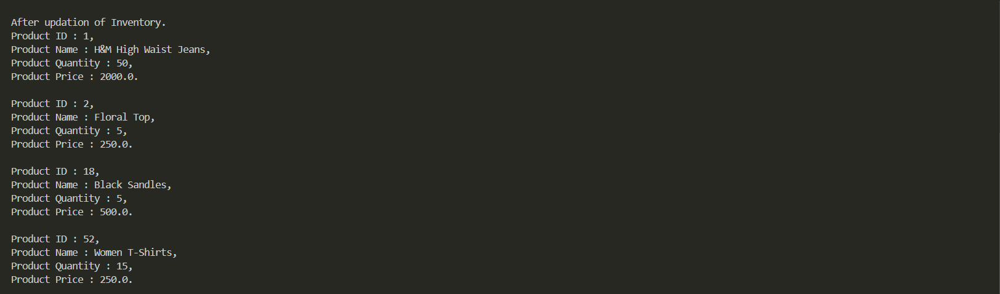 After updation of Inventory.
Product ID : 1,
Product Name : H&M High Waist Jeans,
Product Quantity : 50,
Product Price : 2000.0.
Product ID : 2,
Product Name : Floral Top,
Product Quantity : 5,
Product Price : 250.0.
Product ID : 18,
Product Name : Black Sandles,
Product Quantity : 5,
Product Price : 500.0.
Product ID : 52,
Product Name : Women T-Shirts,
Product Quantity : 15,
Product Price : 250.0.